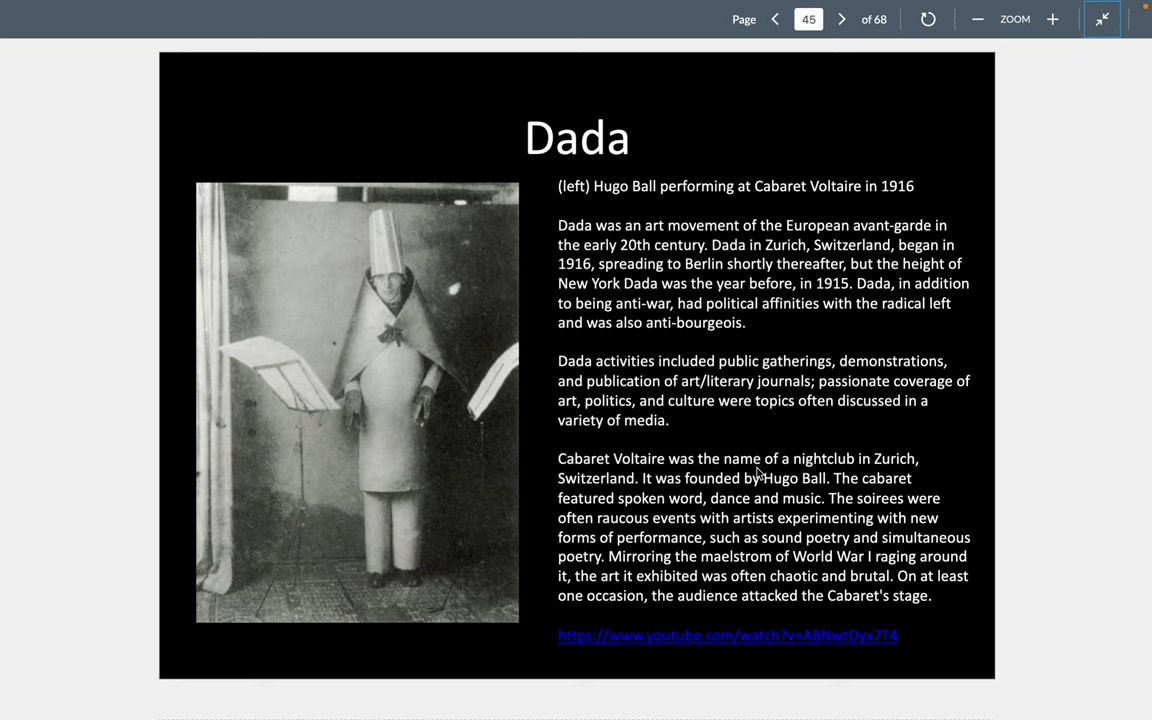 Page 45 of 68 ZOOM
Dada
(left) Hugo Ball performing at Cabaret Voltaire in 1916
Dada was an art movement of the European avant-garde in
the early 20th century. Dada in Zurich, Switzerland, began in
1916, spreading to Berlin shortly thereafter, but the height of
New York Dada was the year before, in 1915. Dada, in addition
to being anti-war, had political affinities with the radical left
and was also anti-bourgeois.
Dada activities included public gatherings, demonstrations,
and publication of art/literary journals; passionate coverage of
art, politics, and culture were topics often discussed in a
variety of media.
Cabaret Voltaire was the name of a nightclub in Zurich,
Switzerland. It was founded by Hugo Ball. The cabaret
featured spoken word, dance and music. The soirees were
often raucous events with artists experimenting with new
forms of performance, such as sound poetry and simultaneous
poetry. Mirroring the maelstrom of World War I raging around
it, the art it exhibited was often chaotic and brutal. On at least
one occasion, the audience attacked the Cabaret's stage.
https://www.youtube.com/watch?v=ABNwtDyx7T4